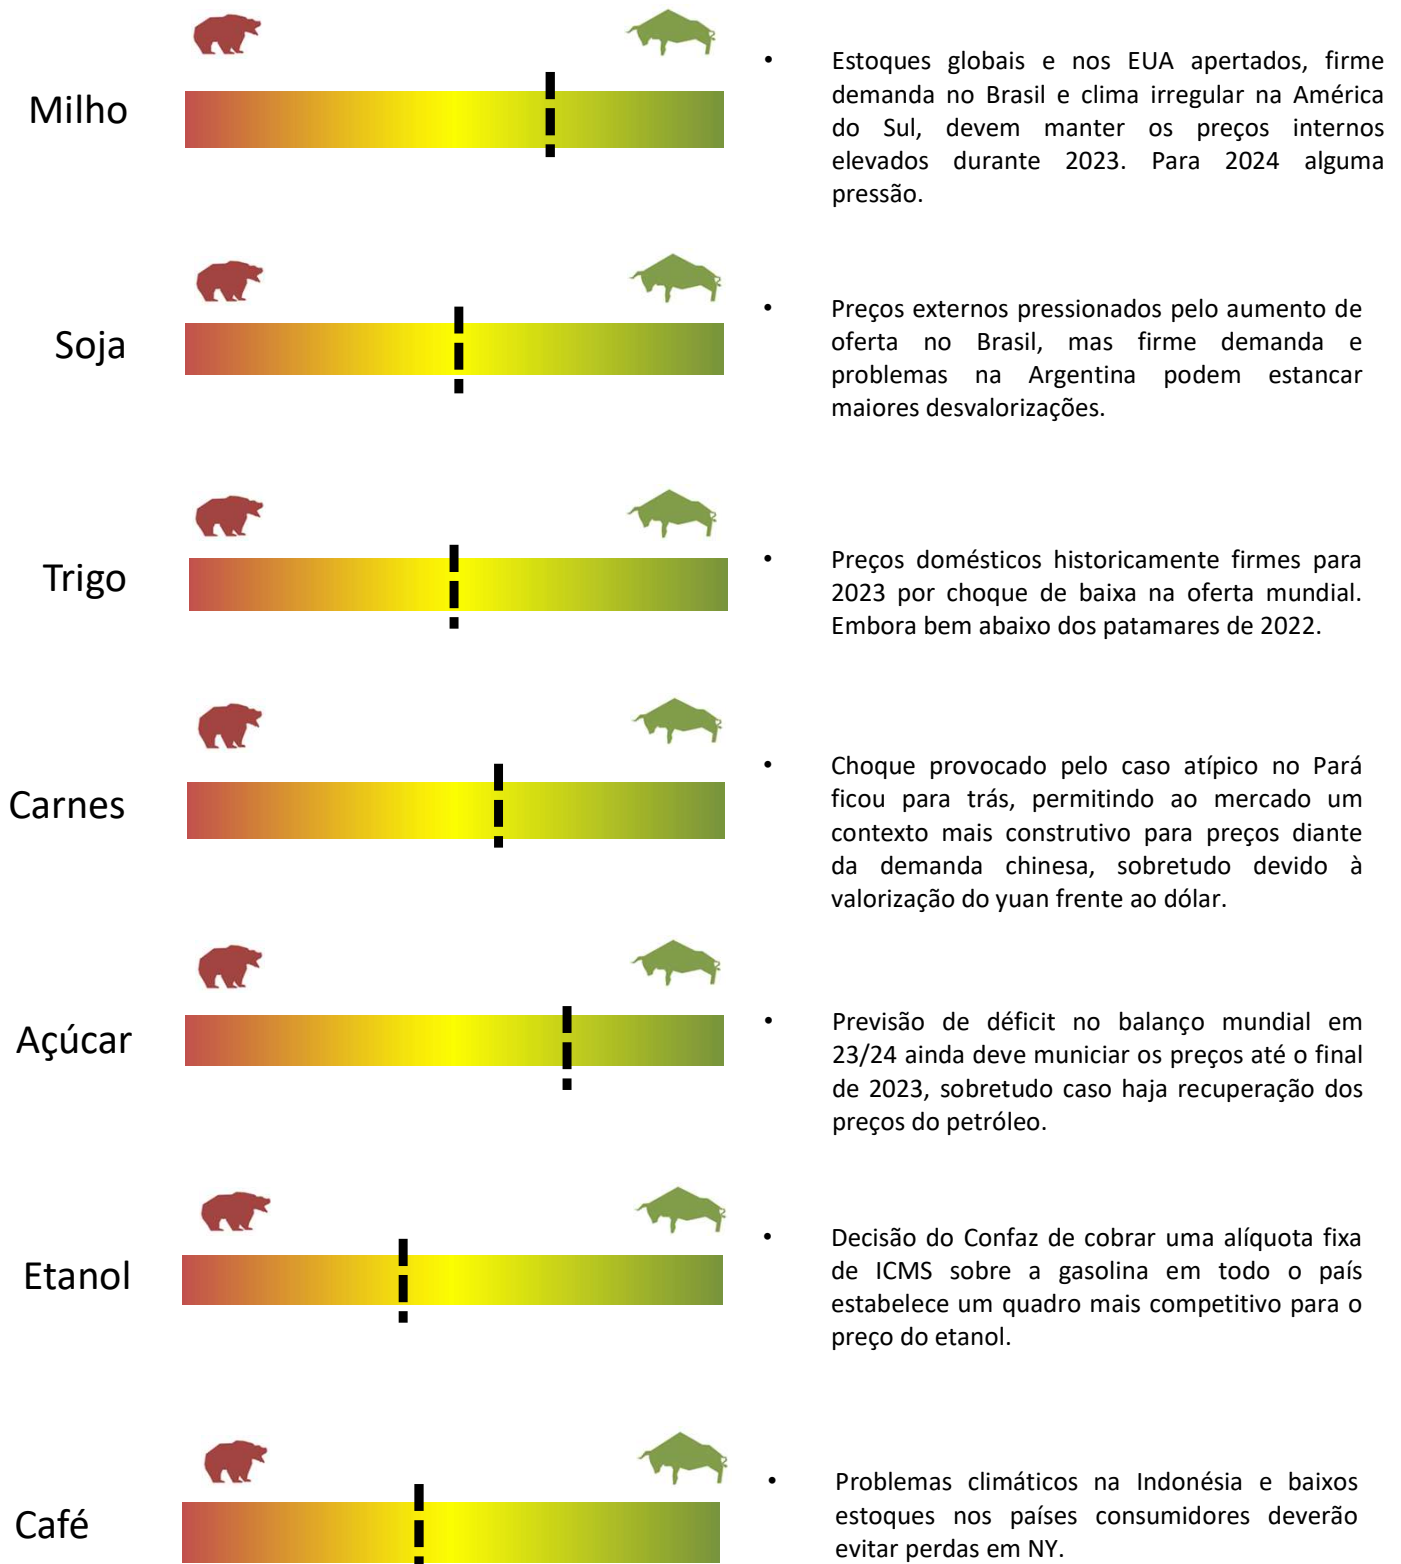 Milho
• Estoques globais e nos EUA apertados, firme
demanda no Brasil e clima irregular na América
do Sul, devem manter os preços internos
elevados durante 2023. Para 2024 alguma
pressão.
Soja
• Preços externos pressionados pelo aumento de
oferta no Brasil, mas firme demanda e
problemas na Argentina podem estancar
maiores desvalorizações.
Trigo
• Preços domésticos historicamente firmes para
2023 por choque de baixa na oferta mundial.
Embora bem abaixo dos patamares de 2022.
Carnes
• Choque provocado pelo caso atípico no Pará
ficou para trás, permitindo ao mercado um
contexto mais construtivo para preços diante
da demanda chinesa, sobretudo devido à
valorização do yuan frente ao dólar.
Açúcar
• Previsão de déficit no balanço mundial em
23/24 ainda deve municiar os preços até o final
de 2023, sobretudo caso haja recuperação dos
preços do petróleo.
Etanol
• Decisão do Confaz de cobrar uma alíquota fixa
de ICMS sobre a gasolina em todo o país
estabelece um quadro mais competitivo para o
preço do etanol.
Café
• Problemas climáticos na Indonésia e baixos
estoques nos países consumidores deverão
evitar perdas em NY.